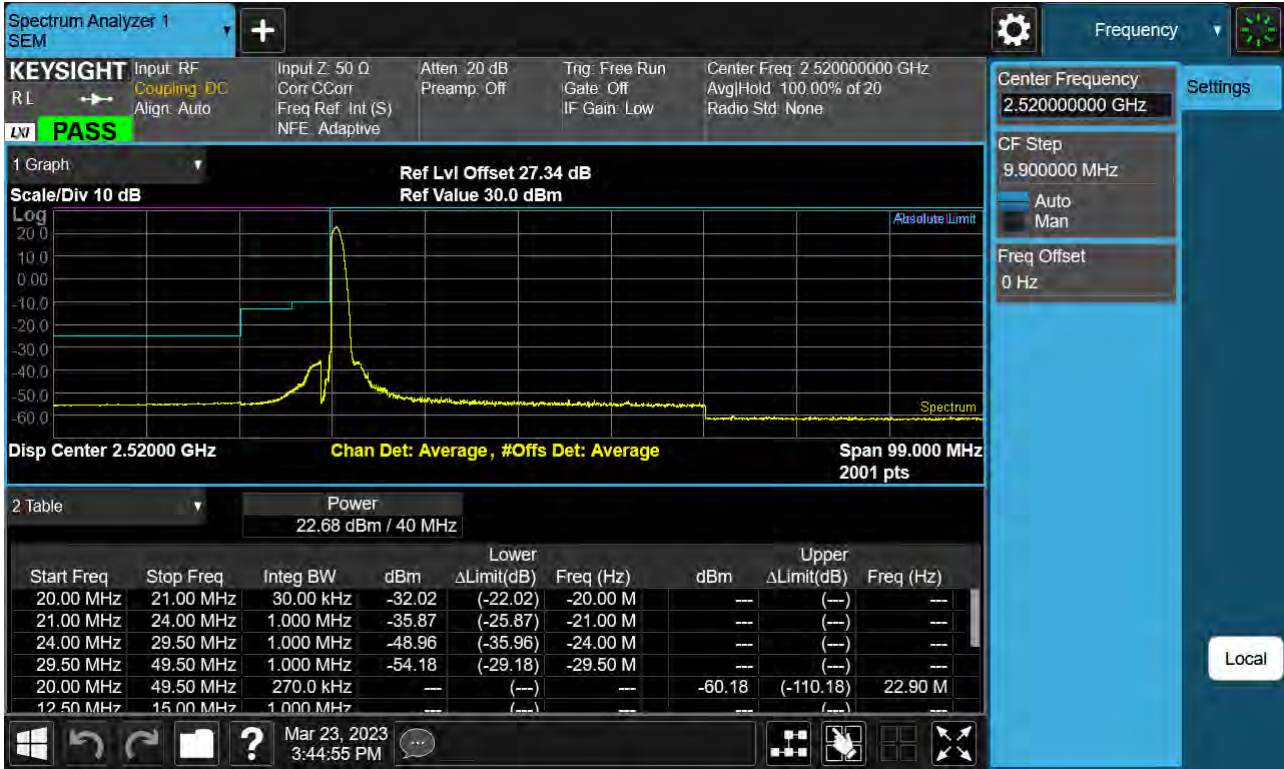 Spectrum Analyzer 1
SEM
+
Frequency
KEYSIGHT
RL
LXI PASS
Input: RF
Coupling: DC
Align: Auto
Input Z: 50 Ω
Corr CCorr
Freq Ref: Int (S)
NFE: Adaptive
Atten: 20 dB
Preamp: Off
Trig: Free Run
Gate: Off
IF Gain: Low
Center Freq: 2.520000000 GHz
Avg|Hold: 100.00% of 20
Radio Std: None
Center Frequency
2.520000000 GHz
Settings
CF Step
9.900000 MHz
Auto
Man
Freq Offset
0 Hz
1 Graph
Scale/Div 10 dB
Ref Lvl Offset 27.34 dB
Ref Value 30.0 dBm
Log
20.0
10.0
0.00
-10.0
-20.0
-30.0
-40.0
-50.0
-60.0
Limit
Spectrum
Disp Center 2.52000 GHz
Chan Det: Average, #Offs Det: Average
Span 99.000 MHz
2001 pts
2 Table
Power
22.68 dBm / 40 MHz
Lower Upper
Start Freq Stop Freq Integ BW dBm ΔLimit(dB) Freq (Hz) dBm ΔLimit(dB) Freq (Hz)
20.00 MHz 21.00 MHz 30.00 kHz -32.02 (-22.02) -20.00 M --- (---) ---
21.00 MHz 24.00 MHz 1.000 MHz -35.87 (-25.87) -21.00 M --- (---) ---
24.00 MHz 29.50 MHz 1.000 MHz -48.96 (-35.96) -24.00 M --- (---) ---
29.50 MHz 49.50 MHz 1.000 MHz -54.18 (-29.18) -29.50 M --- (---) ---
20.00 MHz 49.50 MHz 270.0 kHz --- (---) --- -60.18 (-110.18) 22.90 M
12.50 MHz 15.00 MHz 1.000 MHz --- (---) --- --- (---) ---
Local
?
Mar 23, 2023
3:44:55 PM